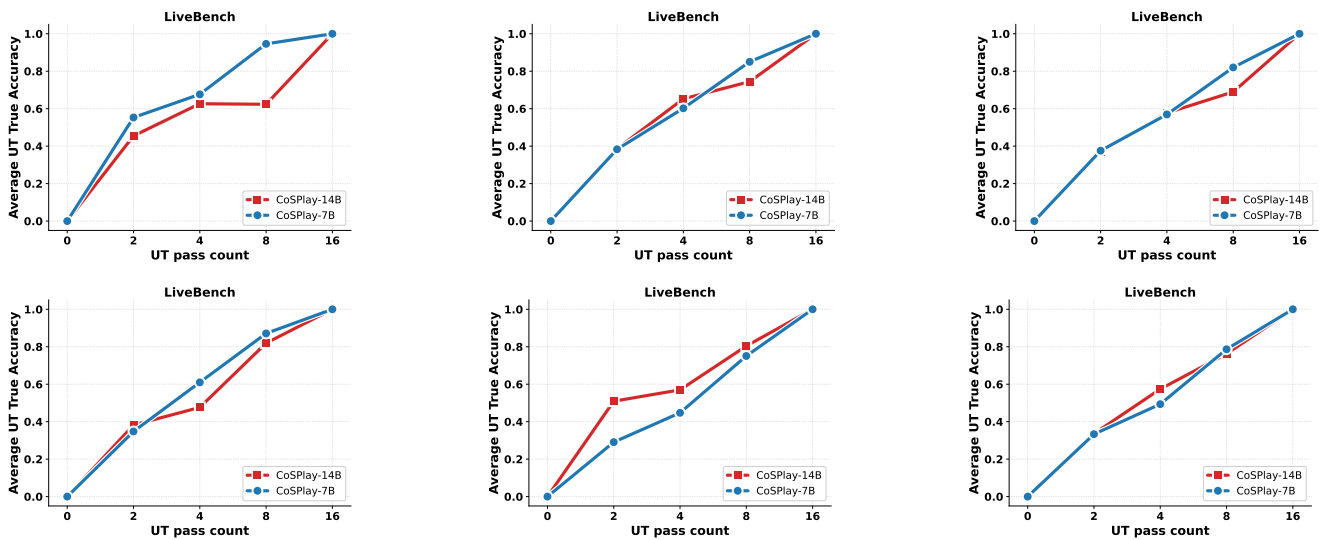 LiveBench
Average UT True Accuracy
1.0
0.8
0.6
0.4
0.2
0.0
CoSPlay-14B
CoSPlay-7B
0 2 4 8 16
UT pass count
LiveBench
Average UT True Accuracy
1.0
0.8
0.6
0.4
0.2
0.0
CoSPlay-14B
CoSPlay-7B
0 2 4 8 16
UT pass count
LiveBench
Average UT True Accuracy
1.0
0.8
0.6
0.4
0.2
0.0
CoSPlay-14B
CoSPlay-7B
0 2 4 8 16
UT pass count
LiveBench
Average UT True Accuracy
1.0
0.8
0.6
0.4
0.2
0.0
CoSPlay-14B
CoSPlay-7B
0 2 4 8 16
UT pass count
LiveBench
Average UT True Accuracy
1.0
0.8
0.6
0.4
0.2
0.0
CoSPlay-14B
CoSPlay-7B
0 2 4 8 16
UT pass count
LiveBench
Average UT True Accuracy
1.0
0.8
0.6
0.4
0.2
0.0
CoSPlay-14B
CoSPlay-7B
0 2 4 8 16
UT pass count